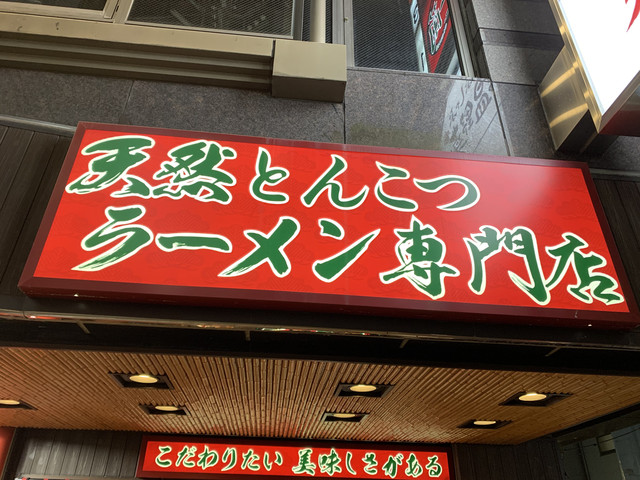 天然とんこつ
ラーメン専門店
こだわりたい 美味しさがある